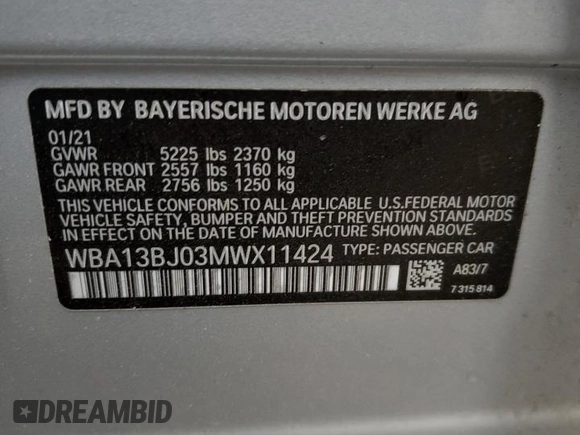 MFD BY BAYERISCHE MOTOREN WERKE AG
01/21
GVWR 5225 lbs 2370 kg
GAWR FRONT 2557 lbs 1160 kg
GAWR REAR 2756 lbs 1250 kg
THIS VEHICLE CONFORMS TO ALL APPLICABLE U.S.FEDERAL MOTOR
VEHICLE SAFETY, BUMPER AND THEFT PREVENTION STANDARDS
IN EFFECT ON THE DATE OF MANUFACTURE SHOWN ABOVE.
WBA13BJ03MWX11424 TYPE: PASSENGER CAR
A83/7
7 315 814
DREAMBID